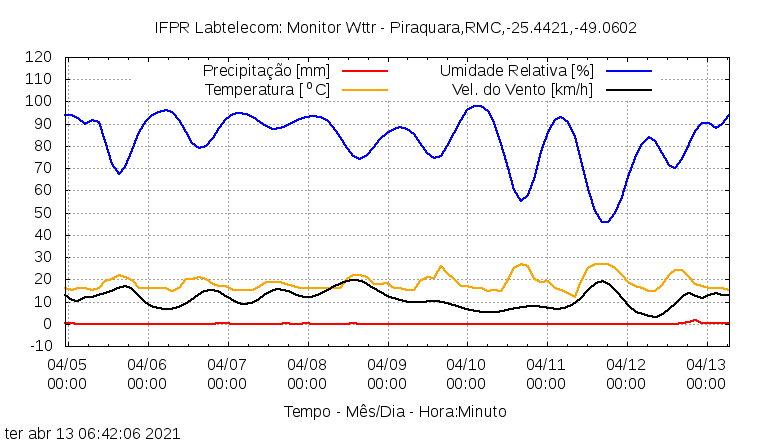 IFPR Labtelecom: Monitor Wttr - Piraquara,RMC,-25.4421,-49.0602
Precipitação [mm]
Temperatura [⁰C]
Umidade Relativa [%]
Vel. do Vento [km/h]
120
110
100
90
80
70
60
50
40
30
20
10
0
-10
04/05 04/06 04/07 04/08 04/09 04/10 04/11 04/12 04/13
00:00 00:00 00:00 00:00 00:00 00:00 00:00 00:00 00:00
Tempo - Mês/Dia - Hora:Minuto
ter abr 13 06:42:06 2021